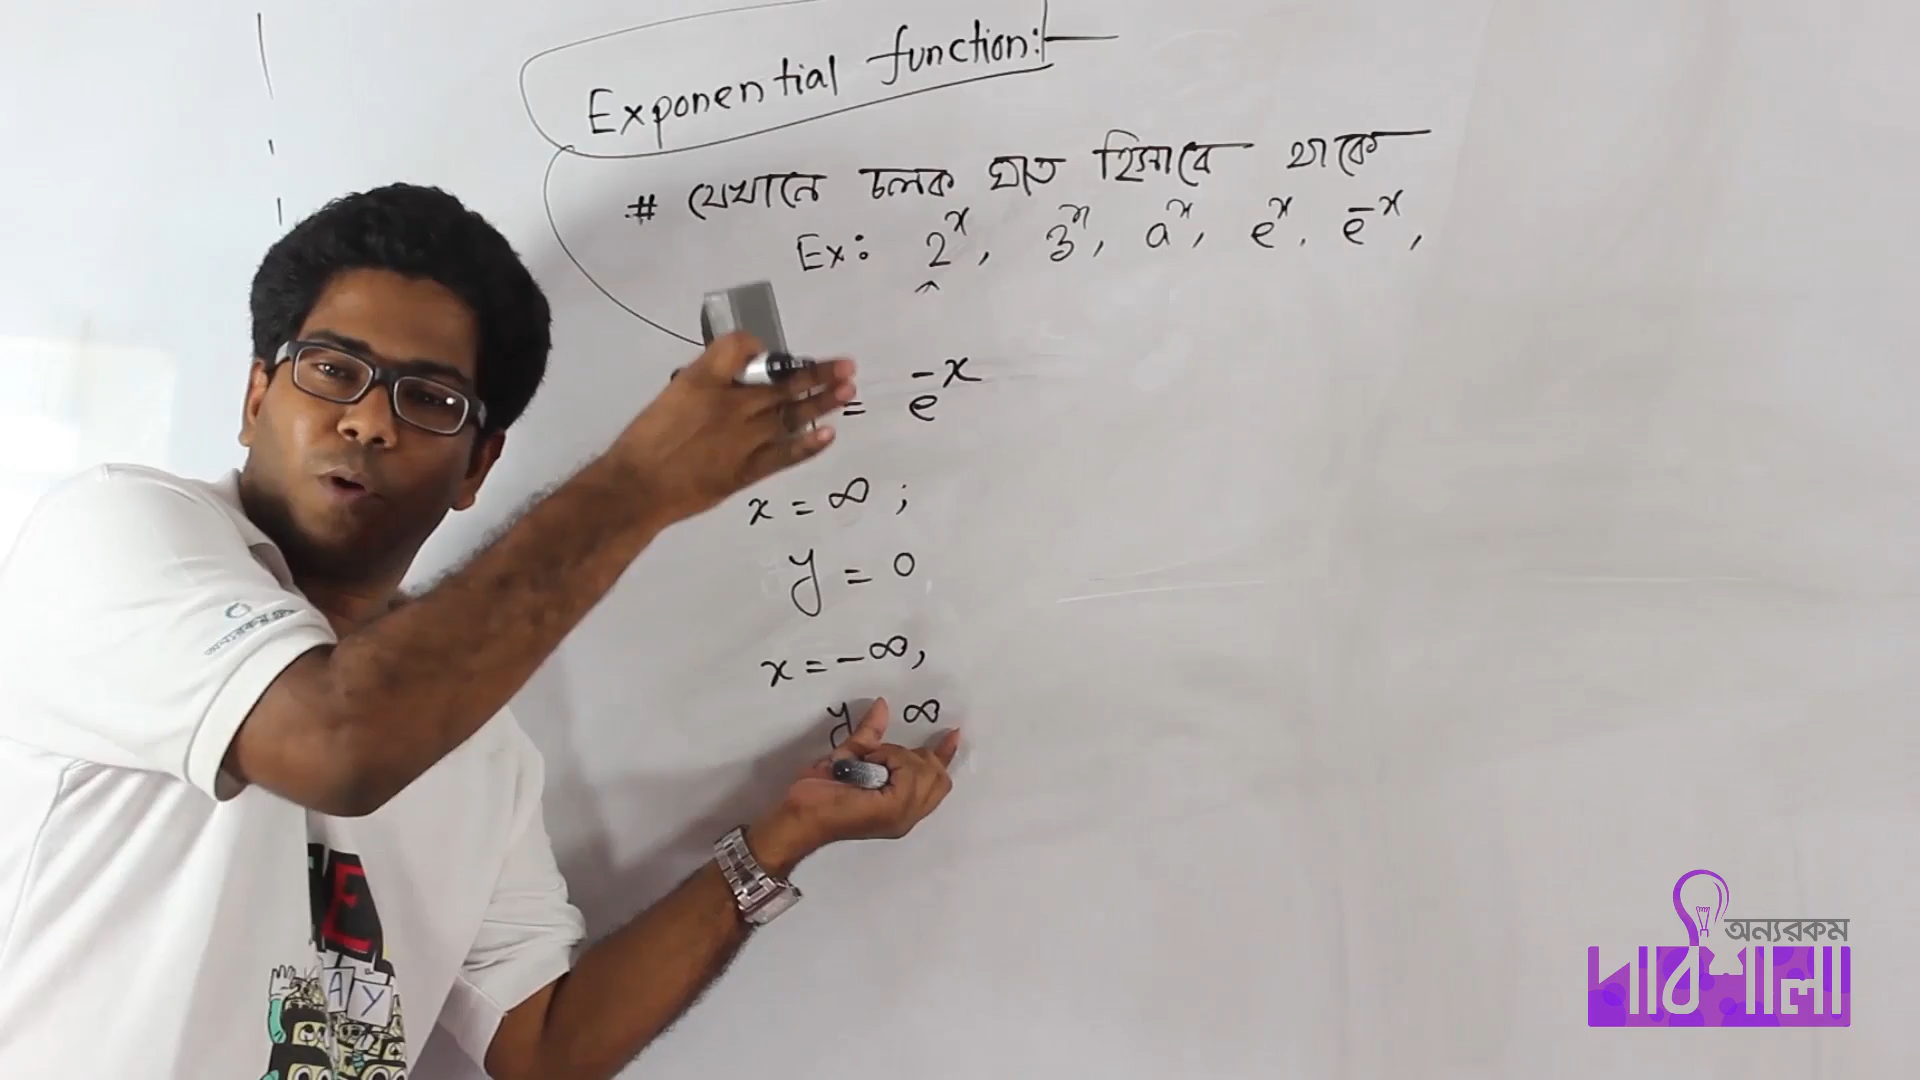 Exponential function:
# যেখানে চলক ঘাত হিসাবে থাকে
Ex: 2^x, 3^x, a^x, e^x, e^-x,
= e^-x
x = ∞ ;
y = 0
x = -∞,
y ∞
অন্যরকম
পাঠশালা